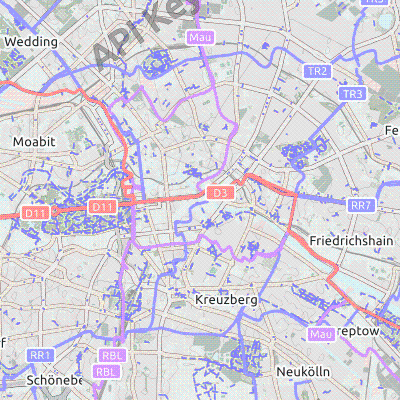 TR3
API Key
Mau
Wedding
TR2
TR3
Fe
Moabit
D3
D11
D11
RR7
Friedrichshain
Kreuzberg
Mau
reptow
f
RR1
RBL
RBL
Schönebe
Neukölln